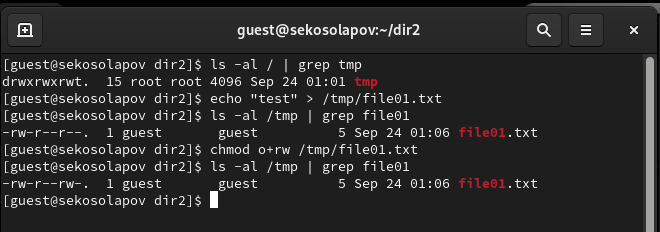 guest@sekosolapov:~/dir2
[guest@sekosolapov dir2]$ ls -al / | grep tmp
drwxrwxrwt.  15 root root 4096 Sep 24 01:01 tmp
[guest@sekosolapov dir2]$ echo "test" > /tmp/file01.txt
[guest@sekosolapov dir2]$ ls -al /tmp | grep file01
-rw-r--r--.  1 guest        guest           5 Sep 24 01:06 file01.txt
[guest@sekosolapov dir2]$ chmod o+rw /tmp/file01.txt
[guest@sekosolapov dir2]$ ls -al /tmp | grep file01
-rw-r--rw-.  1 guest        guest           5 Sep 24 01:06 file01.txt
[guest@sekosolapov dir2]$